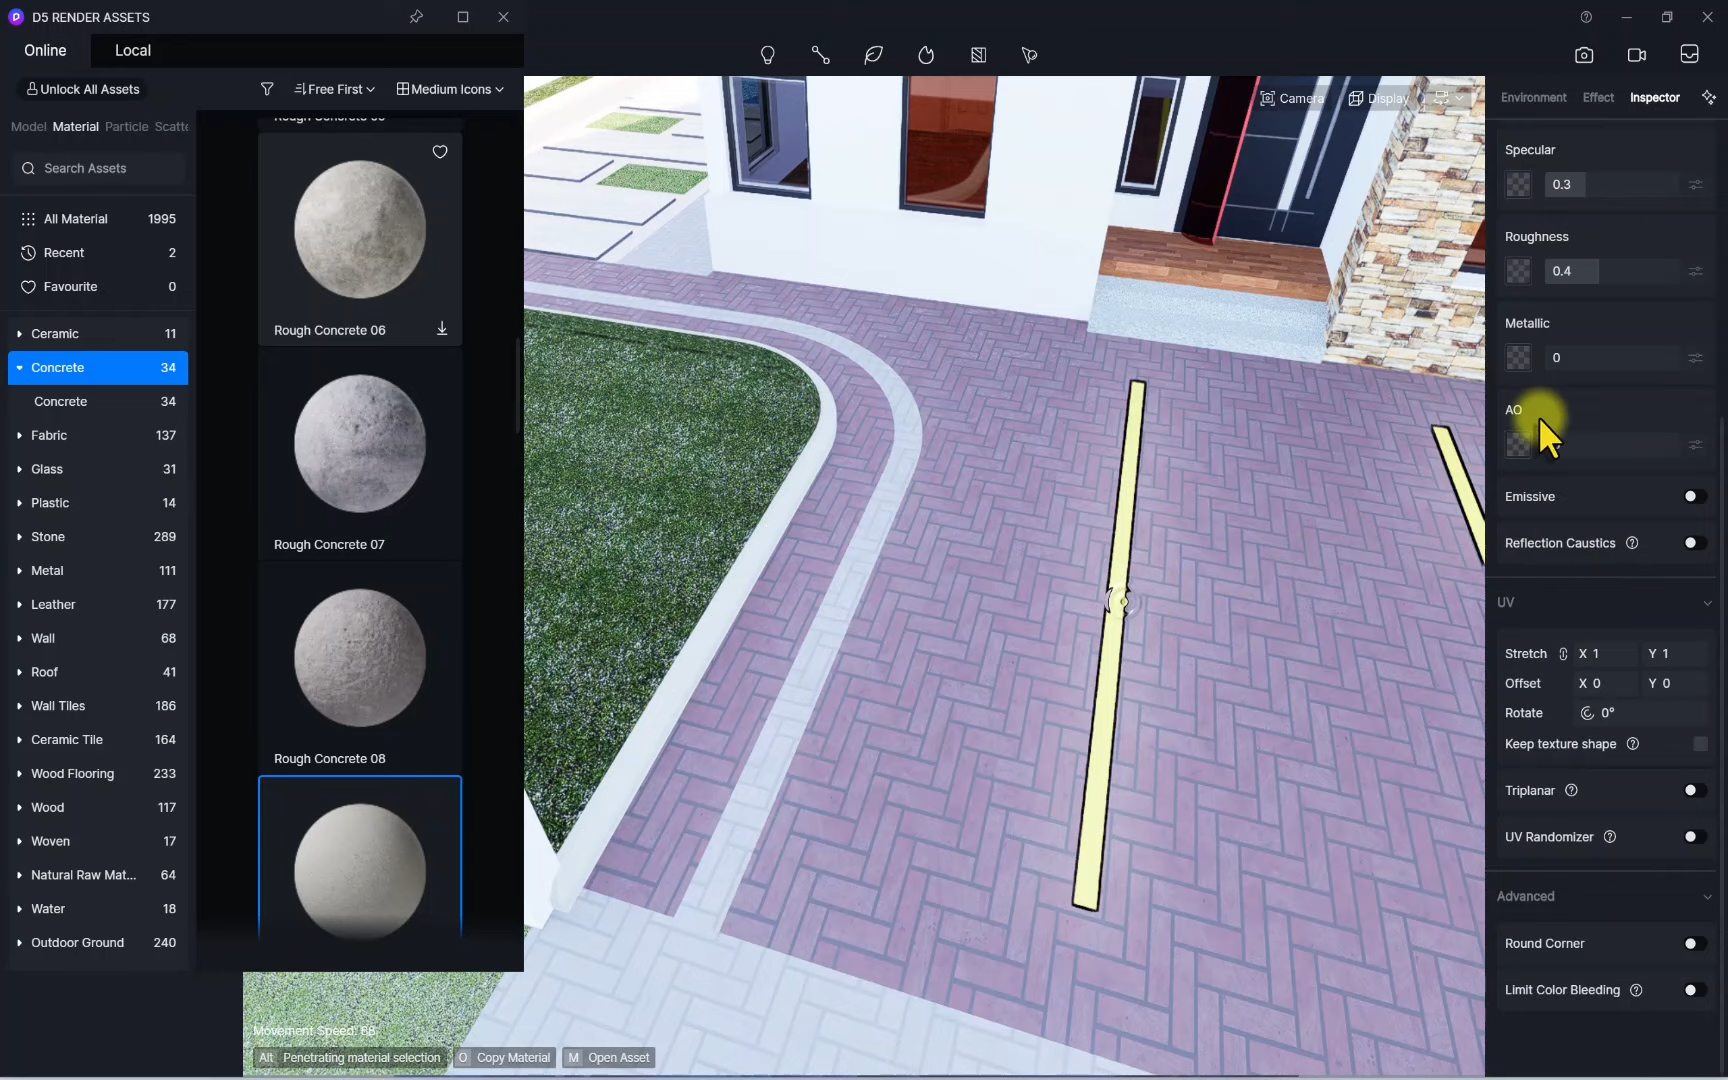 D5 RENDER ASSETS
Online
Local
Unlock All Assets
Free First
Medium Icons
Model
Material
Particle
Scatte
Search Assets
All Material 1995
Recent 2
Favourite 0
Ceramic 11
Concrete 34
Concrete 34
Fabric 137
Glass 31
Plastic 14
Stone 289
Metal 111
Leather 177
Wall 68
Roof 41
Wall Tiles 186
Ceramic Tile 164
Wood Flooring 233
Wood 117
Woven 17
Natural Raw Mat... 64
Water 18
Outdoor Ground 240
Rough Concrete 06
Rough Concrete 07
Rough Concrete 08
Camera
Display
Movement Speed: 68
Alt Penetrating material selection
O Copy Material
M Open Asset
Environment
Effect
Inspector
Specular
0.3
Roughness
0.4
Metallic
0
AO
Emissive
Reflection Caustics
UV
Stretch X 1 Y 1
Offset X 0 Y 0
Rotate 0°
Keep texture shape
Triplanar
UV Randomizer
Advanced
Round Corner
Limit Color Bleeding